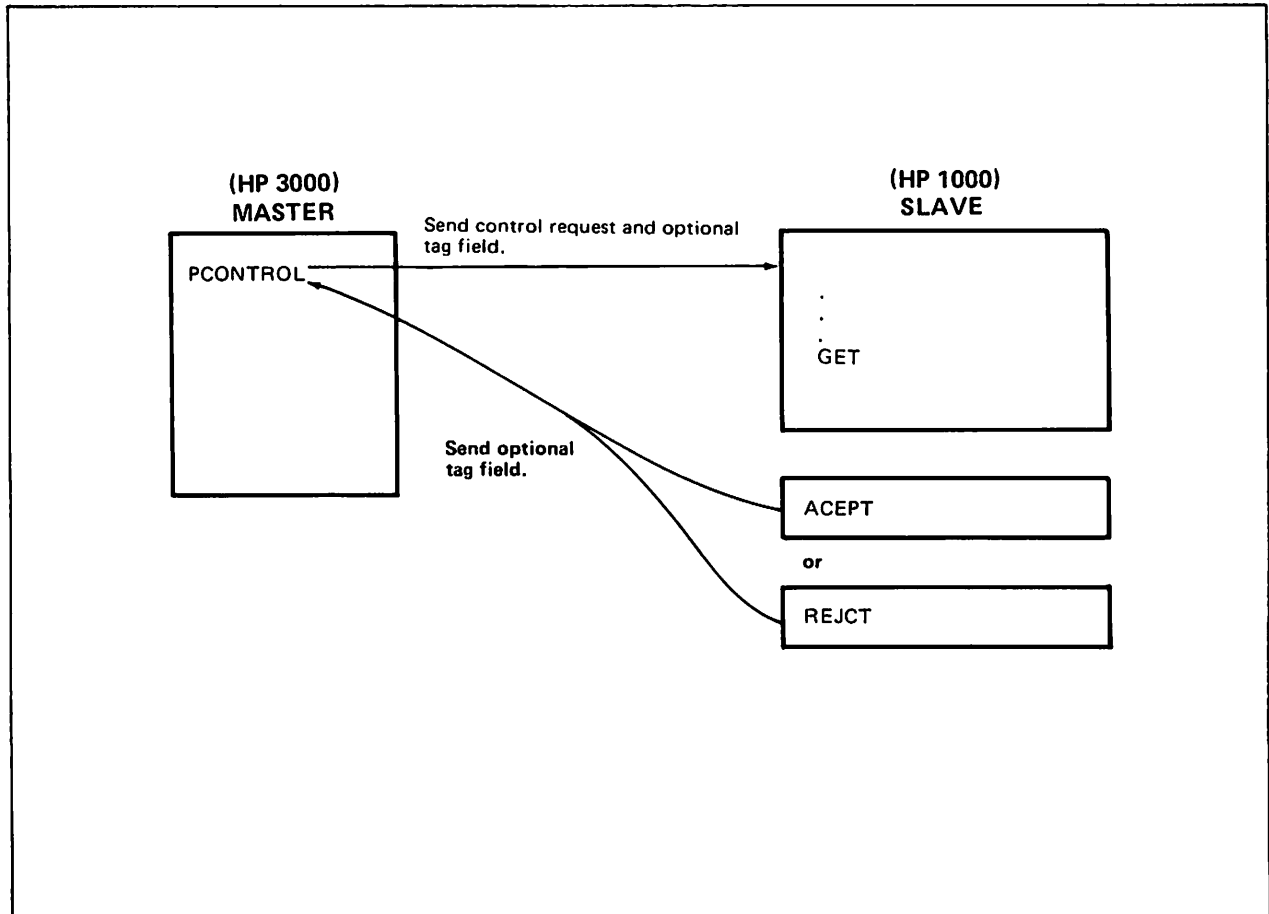 (HP 3000)
MASTER
PCONTROL
Send control request and optional
tag field.
(HP 1000)
SLAVE
.
.
.
GET
Send optional
tag field.
ACEPT
or
REJCT